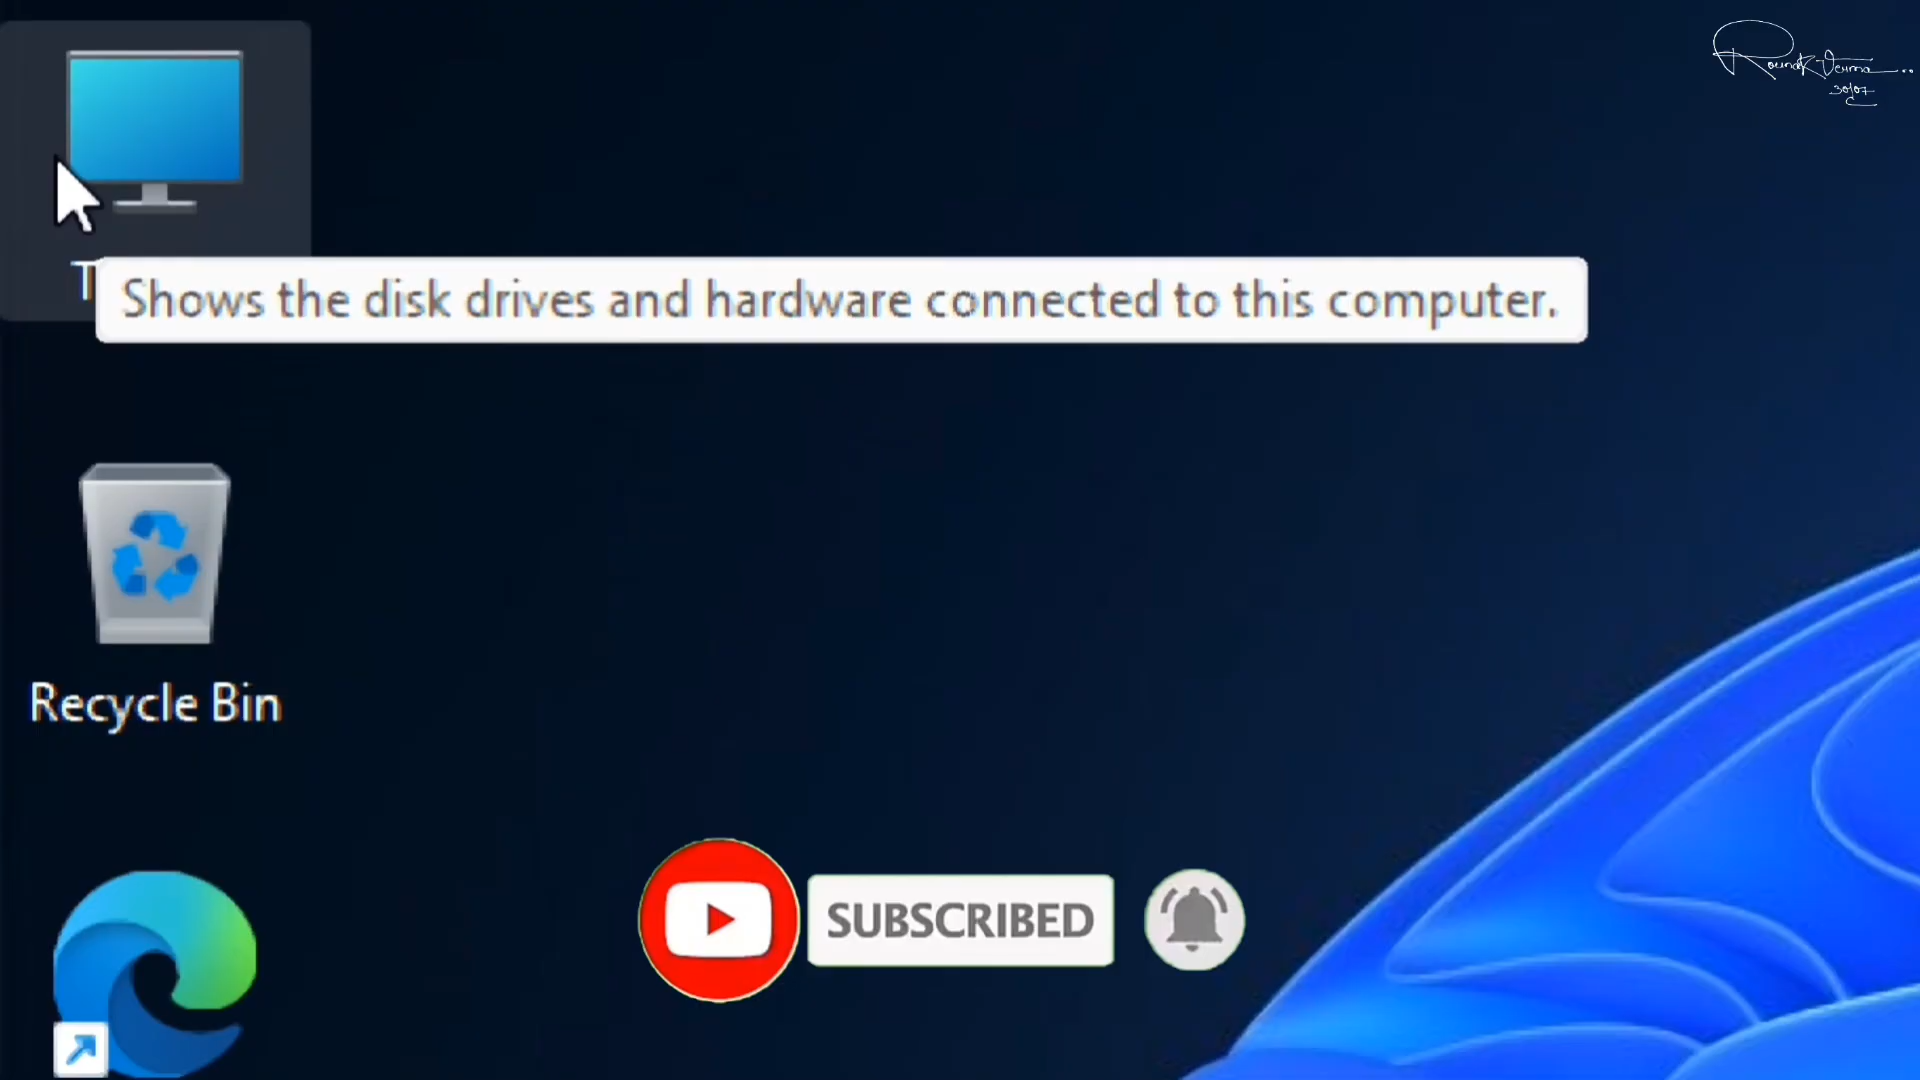 Shows the disk drives and hardware connected to this computer.
Recycle Bin
SUBSCRIBED